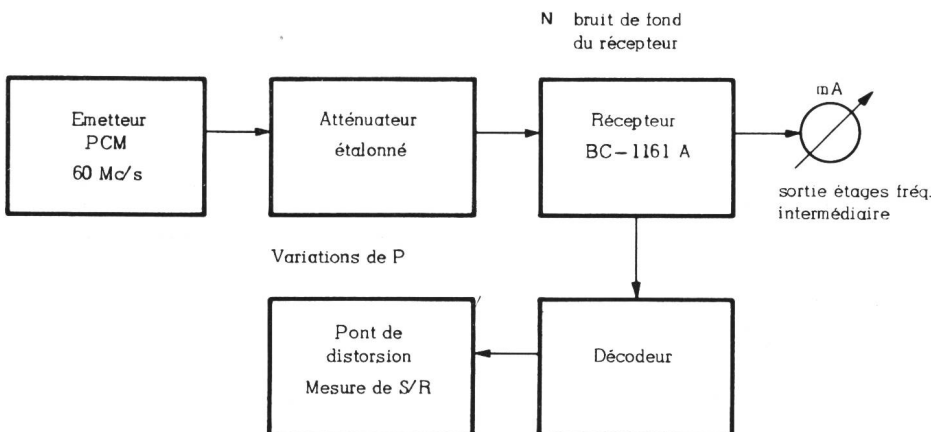 N bruit de fond
du récepteur
Emetteur
PCM
60 Mc/s
Atténuateur
étalonné
Récepteur
BC-1161 A
mA
sortie étages fréq.
intermédiaire
Variations de P
Pont de
distorsion
Mesure de S/R
Décodeur